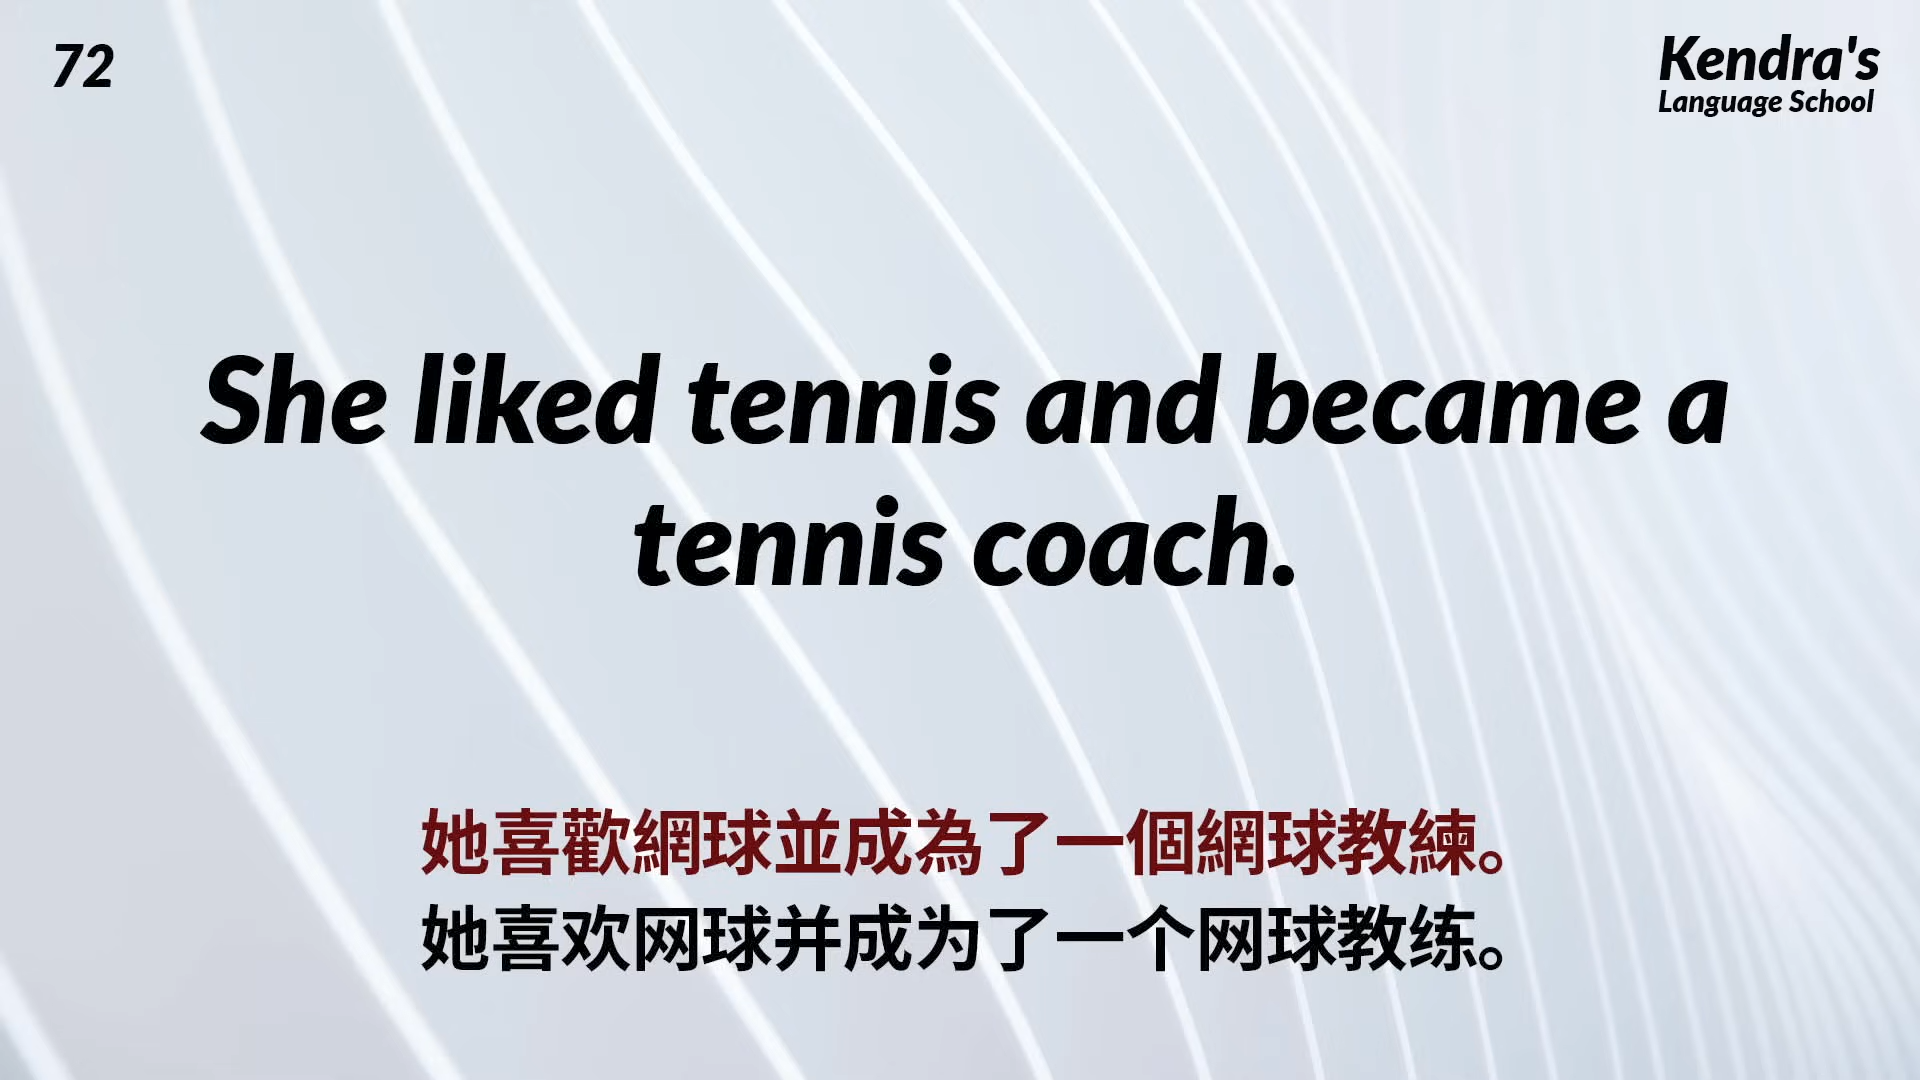 72
Kendra's
Language School
She liked tennis and became a
tennis coach.
她喜歡網球並成為了一個網球教練。
她喜欢网球并成为了一个网球教练。